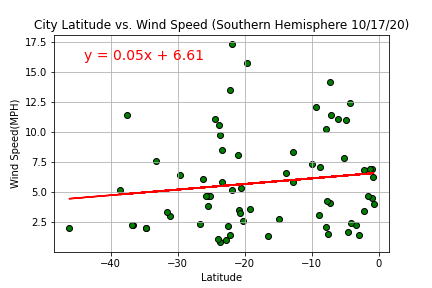 City Latitude vs. Wind Speed (Southern Hemisphere 10/17/20)
y = 0.05x + 6.61
17.5
15.0
12.5
10.0
7.5
5.0
2.5
Wind Speed(MPH)
−40 −30 −20 −10 0
Latitude